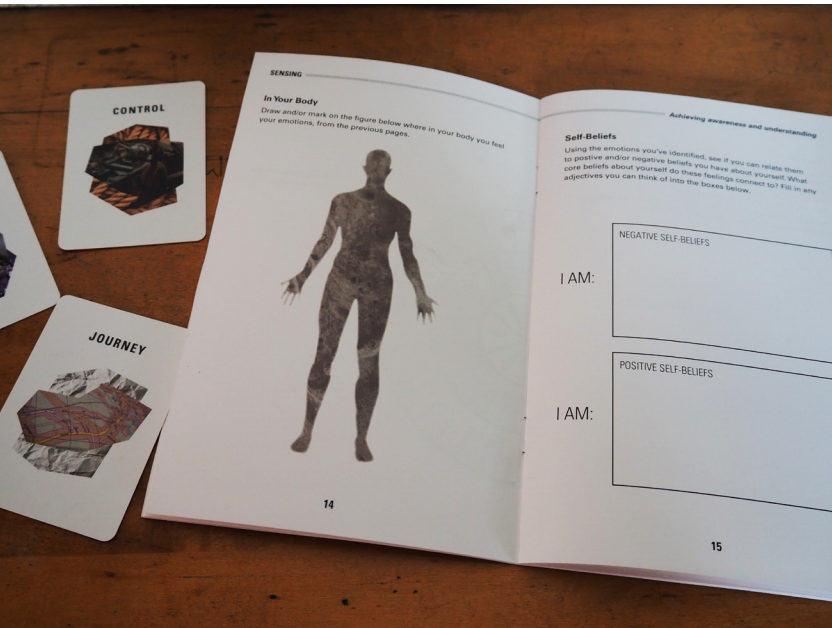 CONTROL
JOURNEY
SENSING
In Your Body
Draw and/or mark on the figure below where in your body you feel
your emotions, from the previous pages.
14
Achieving awareness and understanding
Self-Beliefs
Using the emotions you've identified, see if you can relate them
to postive and/or negative beliefs you have about yourself. What
core beliefs about yourself do these feelings connect to? Fill in any
adjectives you can think of into the boxes below.
I AM:
NEGATIVE SELF-BELIEFS
I AM:
POSITIVE SELF-BELIEFS
15